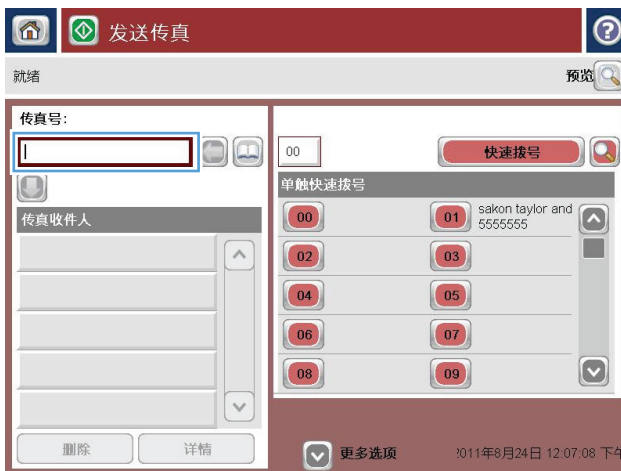 发送传真
就绪
预览
传真号：
00
快速拨号
单触快速拨号
传真收件人
00
01
sakon taylor and
5555555
02
03
04
05
06
07
08
09
删除
详情
更多选项
2011年8月24日 12:07:08 下午